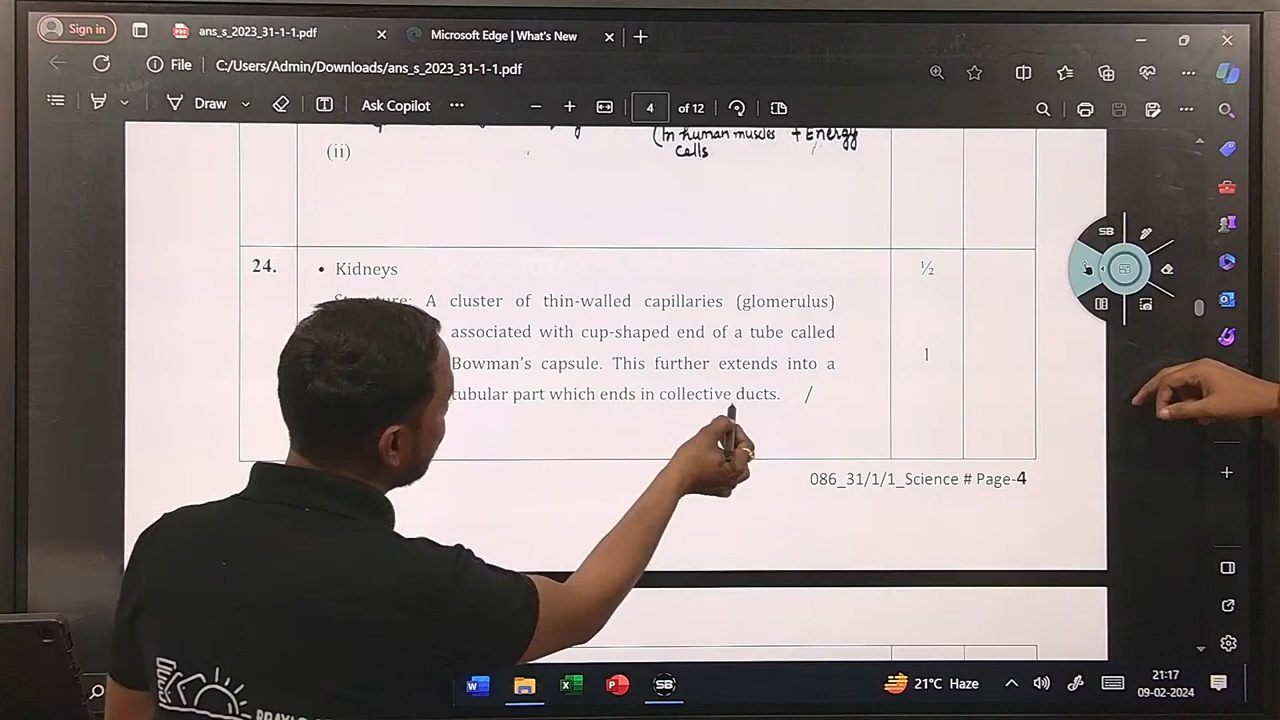 Sign in
ans_s_2023_31-1-1.pdf
Microsoft Edge | What's New
File
C:/Users/Admin/Downloads/ans_s_2023_31-1-1.pdf
Draw
Ask Copilot
4
of 12
(In human muscles + Energy
cells
(ii)
24.
• Kidneys
½
A cluster of thin-walled capillaries (glomerulus)
associated with cup-shaped end of a tube called
Bowman's capsule. This further extends into a
1
tubular part which ends in collective ducts. /
086_31/1/1_Science # Page-4
SB
21°C Haze
21:17
09-02-2024